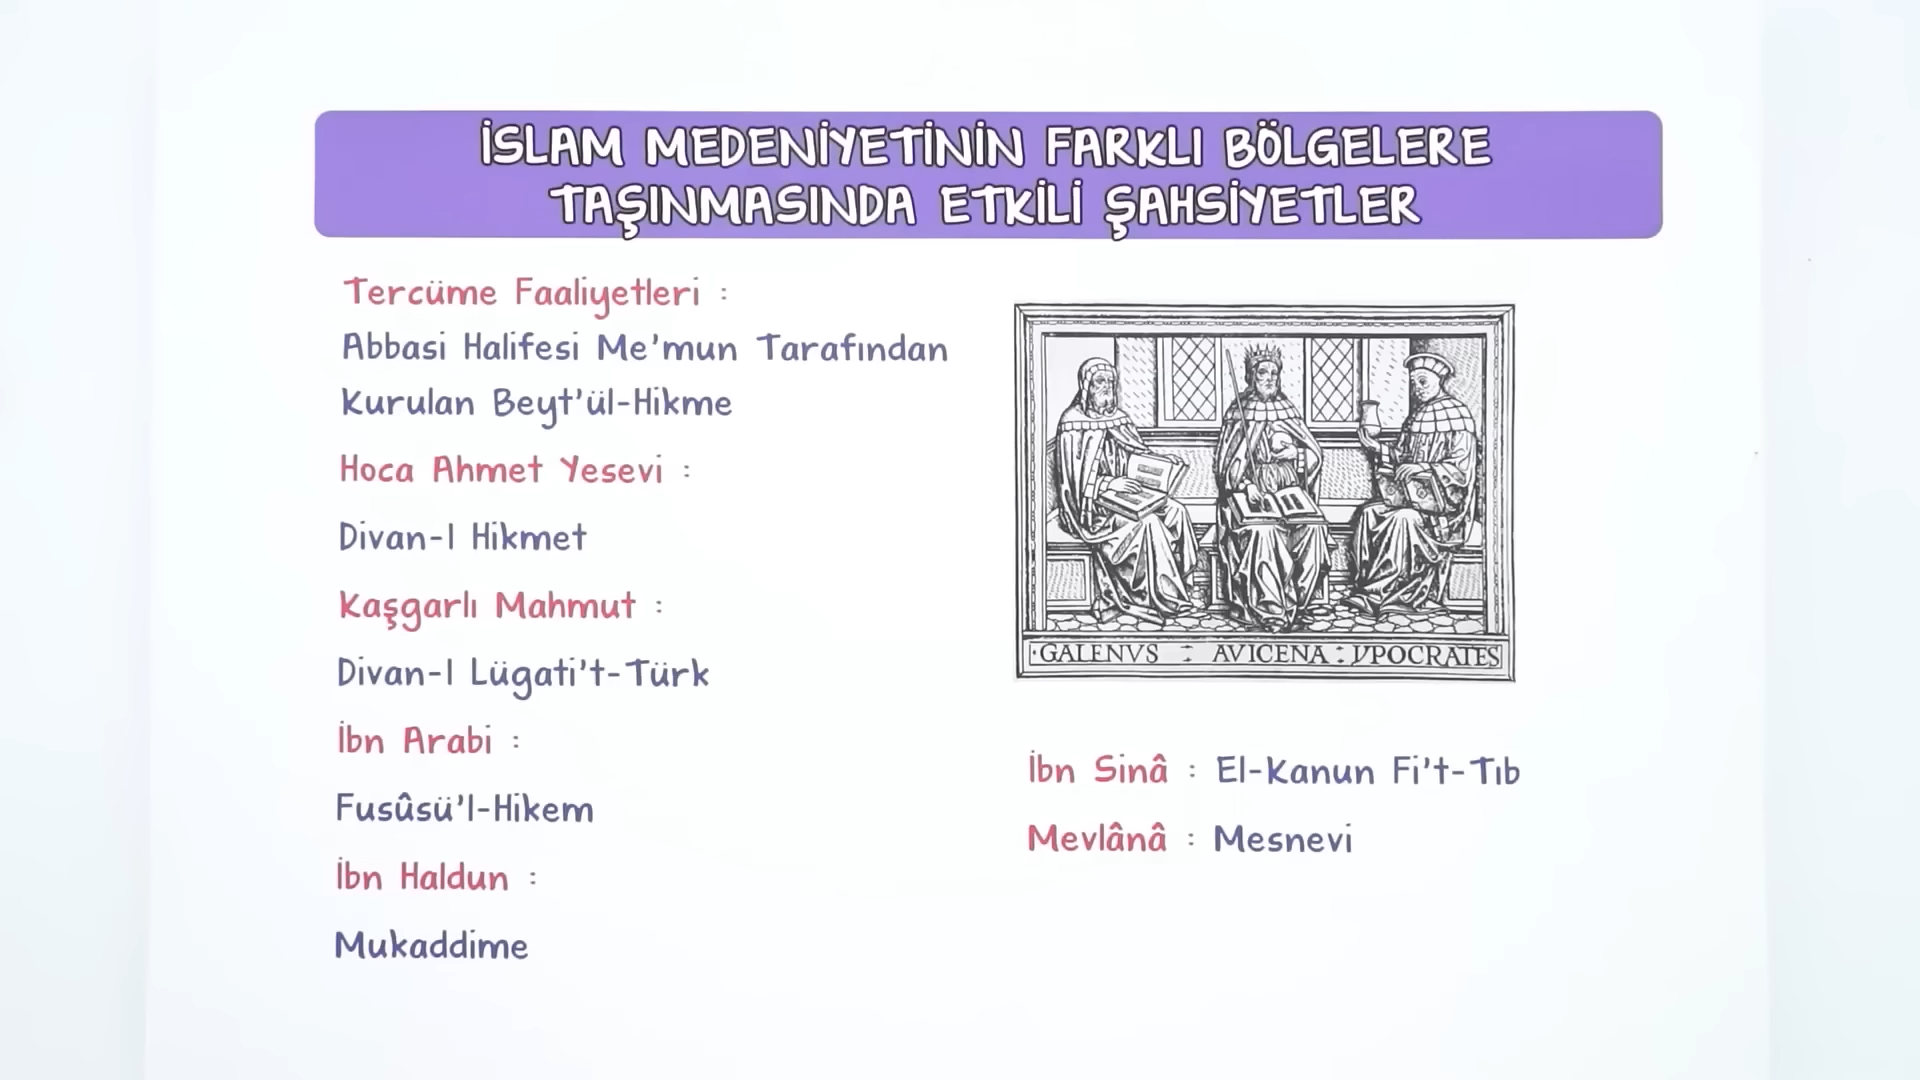 İSLAM MEDENİYETİNİN FARKLI BÖLGELERE
TAŞINMASINDA ETKİLİ ŞAHSİYETLER
Tercüme Faaliyetleri :
Abbasi Halifesi Me'mun Tarafından
Kurulan Beyt'ül-Hikme
Hoca Ahmet Yesevi :
Divan-I Hikmet
Kaşgarlı Mahmut :
Divan-I Lügati't-Türk
İbn Arabi :
Fusûsü'l-Hikem
İbn Haldun :
Mukaddime
·GALENVS : AVICENA : YPOCRATES
İbn Sinâ : El-Kanun Fi't-Tıb
Mevlânâ : Mesnevi